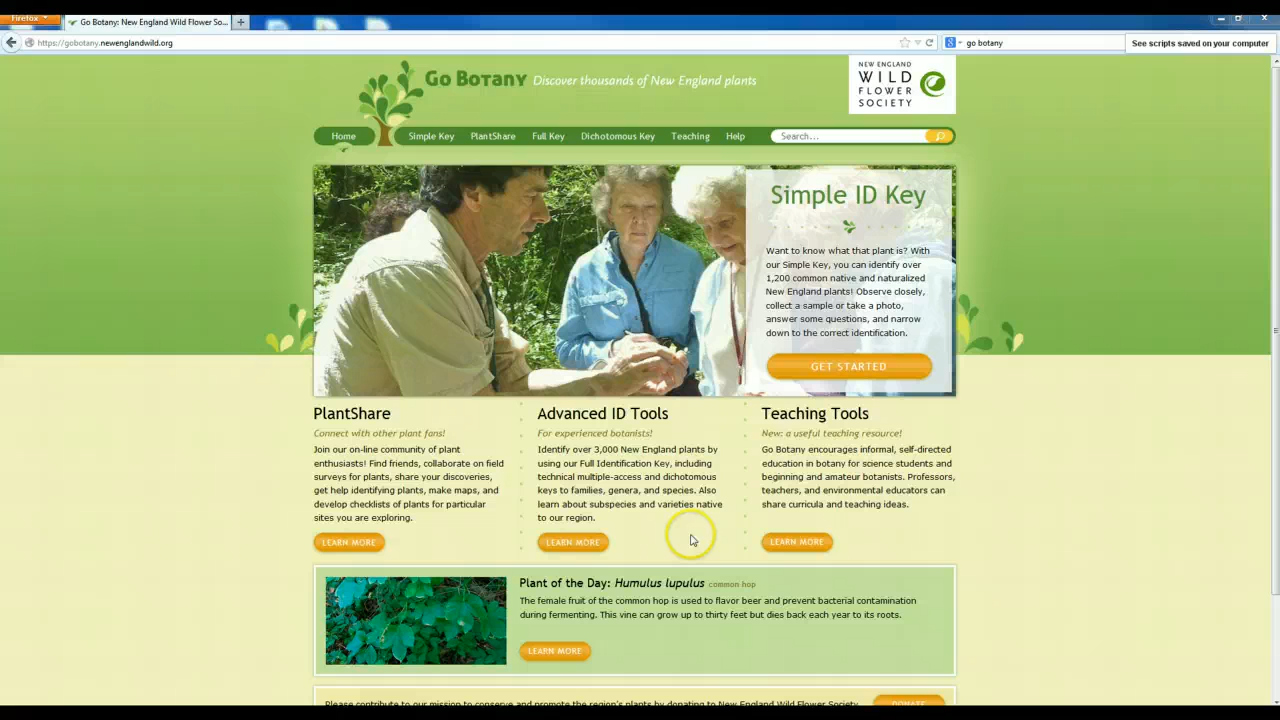 Firefox
Go Botany: New England Wild Flower So...
https://gobotany.newenglandwild.org
go botany
See scripts saved on your computer
Go Botany Discover thousands of New England plants
NEW ENGLAND
WILD
FLOWER
SOCIETY
Home Simple Key PlantShare Full Key Dichotomous Key Teaching Help Search...
Simple ID Key
Want to know what that plant is? With
our Simple Key, you can identify over
1,200 common native and naturalized
New England plants! Observe closely,
collect a sample or take a photo,
answer some questions, and narrow
down to the correct identification.
GET STARTED
PlantShare
Connect with other plant fans!
Join our on-line community of plant
enthusiasts! Find friends, collaborate on field
surveys for plants, share your discoveries,
get help identifying plants, make maps, and
develop checklists of plants for particular
sites you are exploring.
LEARN MORE
Advanced ID Tools
For experienced botanists!
Identify over 3,000 New England plants by
using our Full Identification Key, including
technical multiple-access and dichotomous
keys to families, genera, and species. Also
learn about subspecies and varieties native
to our region.
LEARN MORE
Teaching Tools
New: a useful teaching resource!
Go Botany encourages informal, self-directed
education in botany for science students and
beginning and amateur botanists. Professors,
teachers, and environmental educators can
share curricula and teaching ideas.
LEARN MORE
Plant of the Day: Humulus lupulus common hop
The female fruit of the common hop is used to flavor beer and prevent bacterial contamination
during fermenting. This vine can grow up to thirty feet but dies back each year to its roots.
LEARN MORE
Please contribute to our mission to conserve and promote the region's plants by donating to New England Wild Flower Society.
DONATE